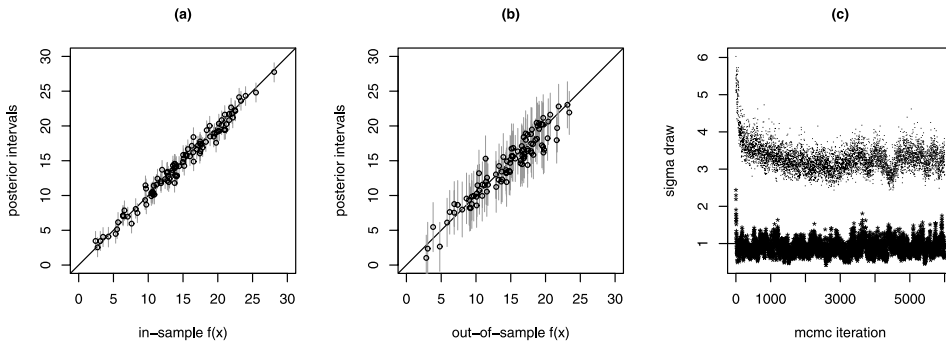 (a)
posterior intervals
30
25
20
15
10
5
0
0 5 10 15 20 25 30
in−sample f(x)
(b)
posterior intervals
30
25
20
15
10
5
0
0 5 10 15 20 25 30
out−of−sample f(x)
(c)
sigma draw
6
5
4
3
2
1
0 1000 3000 5000
mcmc iteration